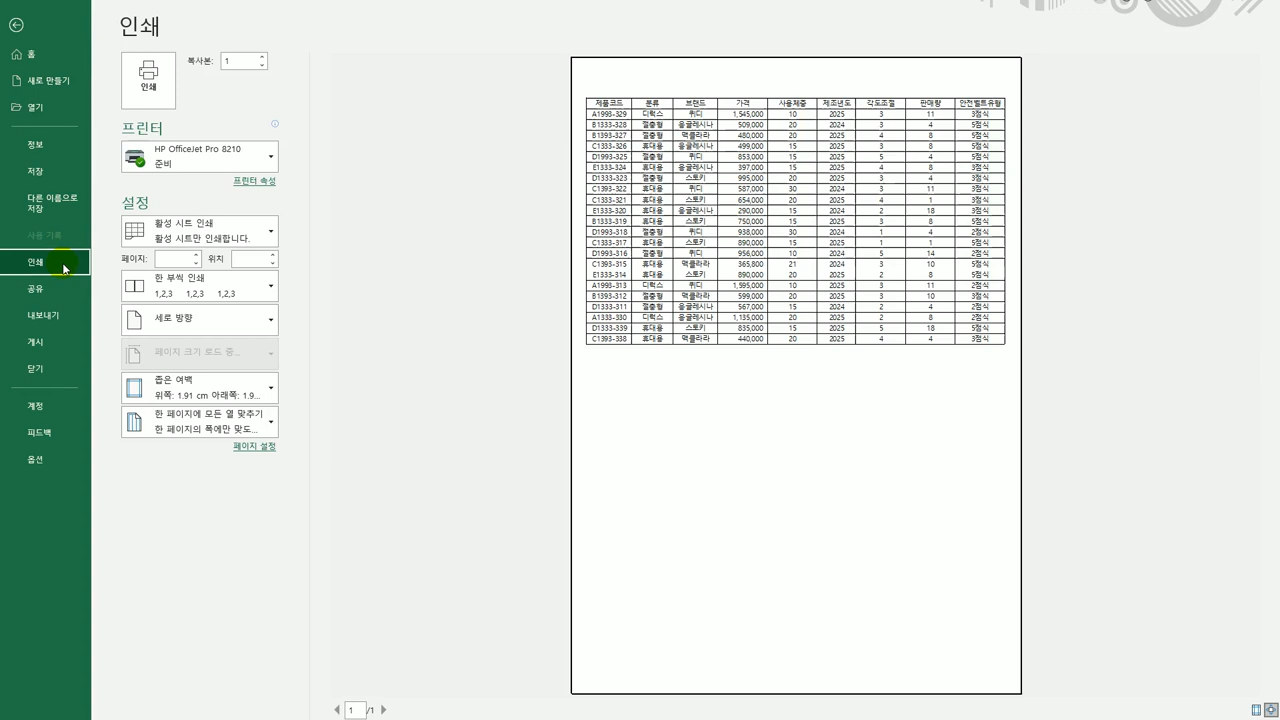 인쇄
홈
새로 만들기
열기
정보
저장
다른 이름으로
저장
사용 기록
인쇄
공유
내보내기
게시
닫기
계정
피드백
옵션
인쇄
복사본: 1
프린터
HP OfficeJet Pro 8210
준비
프린터 속성
설정
활성 시트 인쇄
활성 시트만 인쇄합니다.
페이지: 위치
한 부씩 인쇄
1,2,3 1,2,3 1,2,3
세로 방향
페이지 크기 로드 중...
좁은 여백
위쪽: 1.91 cm 아래쪽: 1.9...
한 페이지에 모든 열 맞추기
한 페이지의 폭에만 맞도...
페이지 설정
제품코드 분류 브랜드 가격 사용체중 제조년도 각도조절 판매량 안전벨트유형
A1993-329 디럭스 퀴디 1,545,000 10 2025 3 11 3점식
B1333-328 절충형 웅글레시나 509,000 20 2024 3 4 5점식
B1393-327 절충형 맥클라라 480,000 20 2025 4 8 5점식
C1333-326 휴대용 웅글레시나 499,000 15 2025 3 8 5점식
D1993-325 절충형 퀴디 853,000 15 2025 5 4 5점식
E1333-324 휴대용 웅글레시나 397,000 15 2025 4 8 3점식
D1333-323 절충형 스토키 995,000 20 2025 3 4 3점식
C1393-322 휴대용 퀴디 587,000 30 2024 3 11 3점식
C1333-321 휴대용 스토키 654,000 20 2025 4 1 3점식
E1333-320 휴대용 웅글레시나 290,000 15 2024 2 18 3점식
B1333-319 절충형 스토키 750,000 15 2025 3 8 5점식
D1993-318 절충형 퀴디 938,000 30 2024 1 4 2점식
C1333-317 휴대용 스토키 890,000 15 2025 1 1 5점식
D1993-316 절충형 퀴디 956,000 10 2024 5 14 2점식
C1393-315 휴대용 맥클라라 365,800 21 2024 3 10 5점식
E1333-314 휴대용 스토키 890,000 20 2025 2 8 5점식
A1993-313 디럭스 퀴디 1,595,000 10 2025 3 11 2점식
B1393-312 절충형 맥클라라 599,000 20 2025 3 10 3점식
D1333-311 절충형 웅글레시나 567,000 15 2024 2 4 2점식
A1333-330 디럭스 웅글레시나 1,135,000 20 2025 2 8 2점식
D1333-339 휴대용 스토키 835,000 15 2025 5 18 5점식
C1393-338 휴대용 맥클라라 440,000 20 2025 4 4 3점식
1 /1